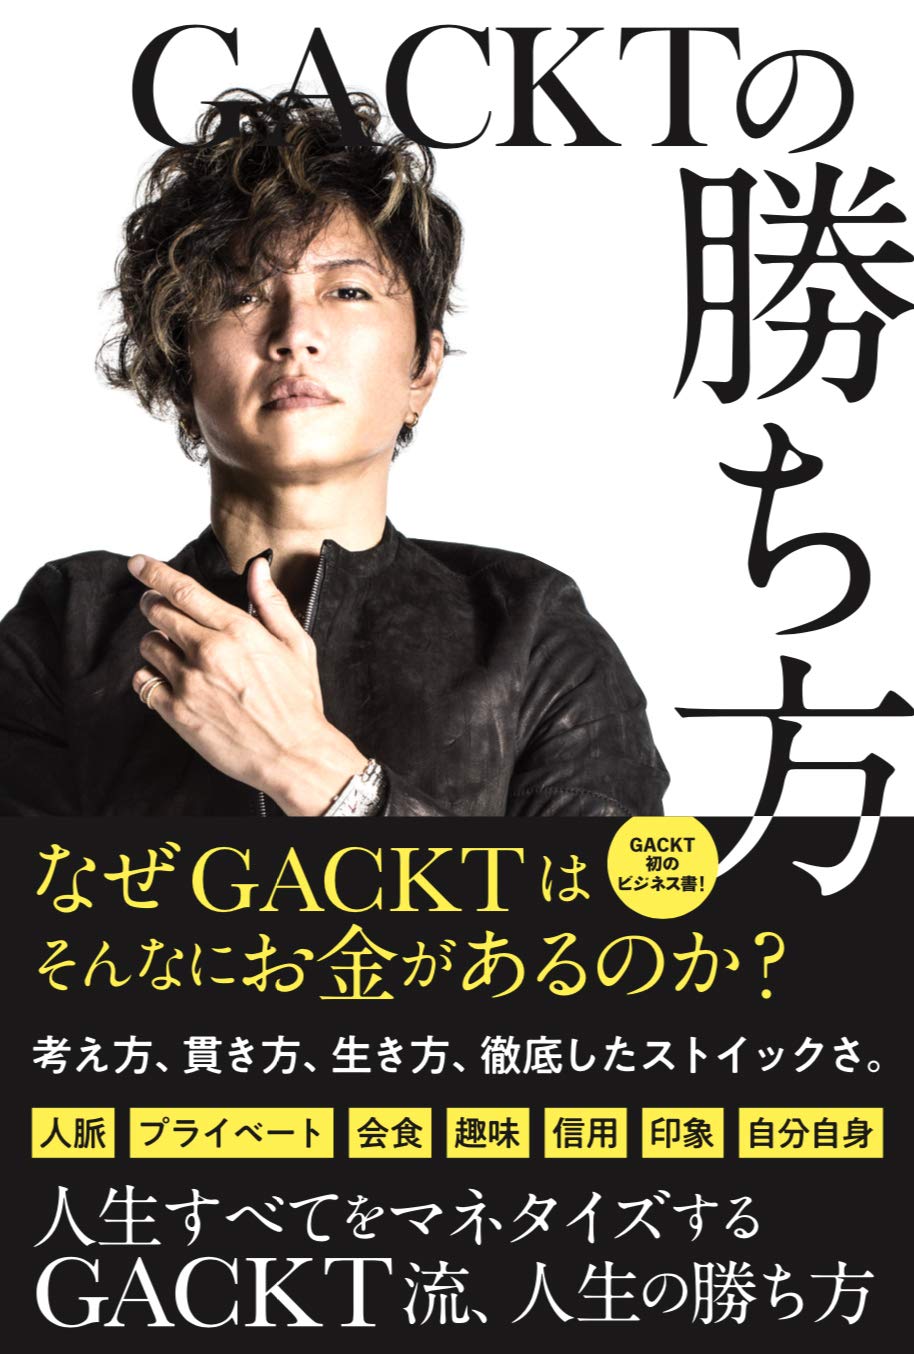 GACKTの
勝ち方
GACKT
初の
ビジネス書!
なぜGACKTは
そんなにお金があるのか?
考え方、貫き方、生き方、徹底したストイックさ。
人脈 プライベート 会食 趣味 信用 印象 自分自身
人生すべてをマネタイズする
GACKT流、人生の勝ち方